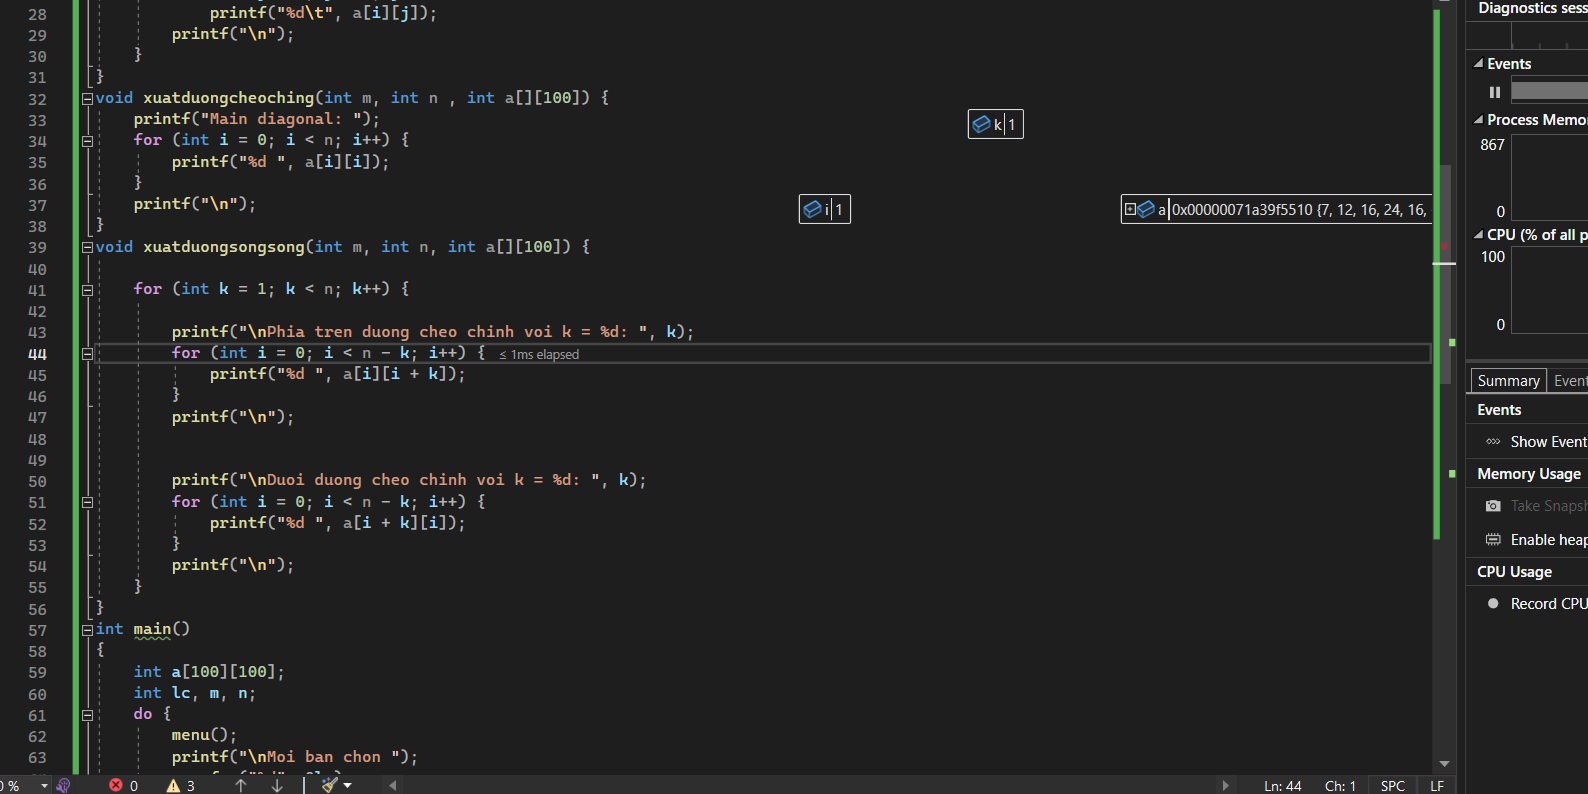 28 printf("%d\t", a[i][j]);
29 printf("\n");
30 }
31 }
32 void xuatduongcheoching(int m, int n , int a[][100]) {
33 printf("Main diagonal: ");
34 for (int i = 0; i < n; i++) {
35 printf("%d ", a[i][i]);
36 }
37 printf("\n");
38 }
39 void xuatduongsongsong(int m, int n, int a[][100]) {
40
41 for (int k = 1; k < n; k++) {
42
43 printf("\nPhia tren duong cheo chinh voi k = %d: ", k);
44 for (int i = 0; i < n - k; i++) { ≤ 1ms elapsed
45 printf("%d ", a[i][i + k]);
46 }
47 printf("\n");
48
49
50 printf("\nDuoi duong cheo chinh voi k = %d: ", k);
51 for (int i = 0; i < n - k; i++) {
52 printf("%d ", a[i + k][i]);
53 }
54 printf("\n");
55 }
56 }
57 int main()
58 {
59 int a[100][100];
60 int lc, m, n;
61 do {
62 menu();
63 printf("\nMoi ban chon ");
k 1
i 1
a 0x00000071a39f5510 {7, 12, 16, 24, 16,
Diagnostics sess
Events
Process Memo
867
0
CPU (% of all p
100
0
Summary Event
Events
Show Event
Memory Usage
Take Snapsh
Enable heap
CPU Usage
Record CPU
0 % 0 3 Ln: 44 Ch: 1 SPC LF